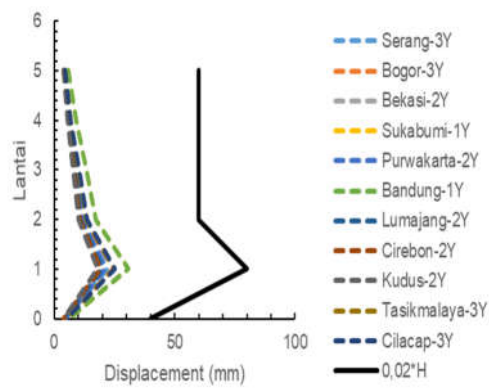 6
5
4
3
2
1
0
Lantai
0
50
100
Displacement (mm)
Serang-3Y
Bogor-3Y
Bekasi-2Y
Sukabumi-1Y
Purwakarta-2Y
Bandung-1Y
Lumajang-2Y
Cirebon-2Y
Kudus-2Y
Tasikmalaya-3Y
Cilacap-3Y
0,02*H